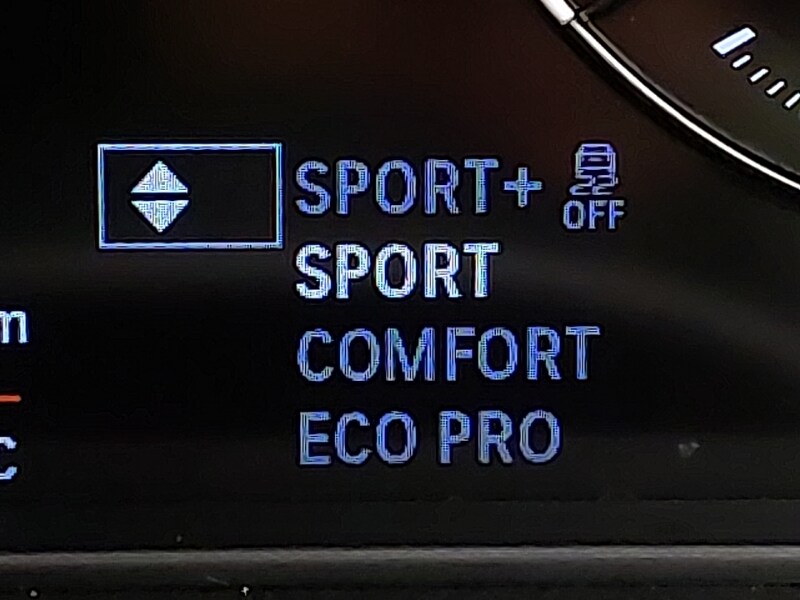 SPORT+ OFF
SPORT
m
COMFORT
C
ECO PRO